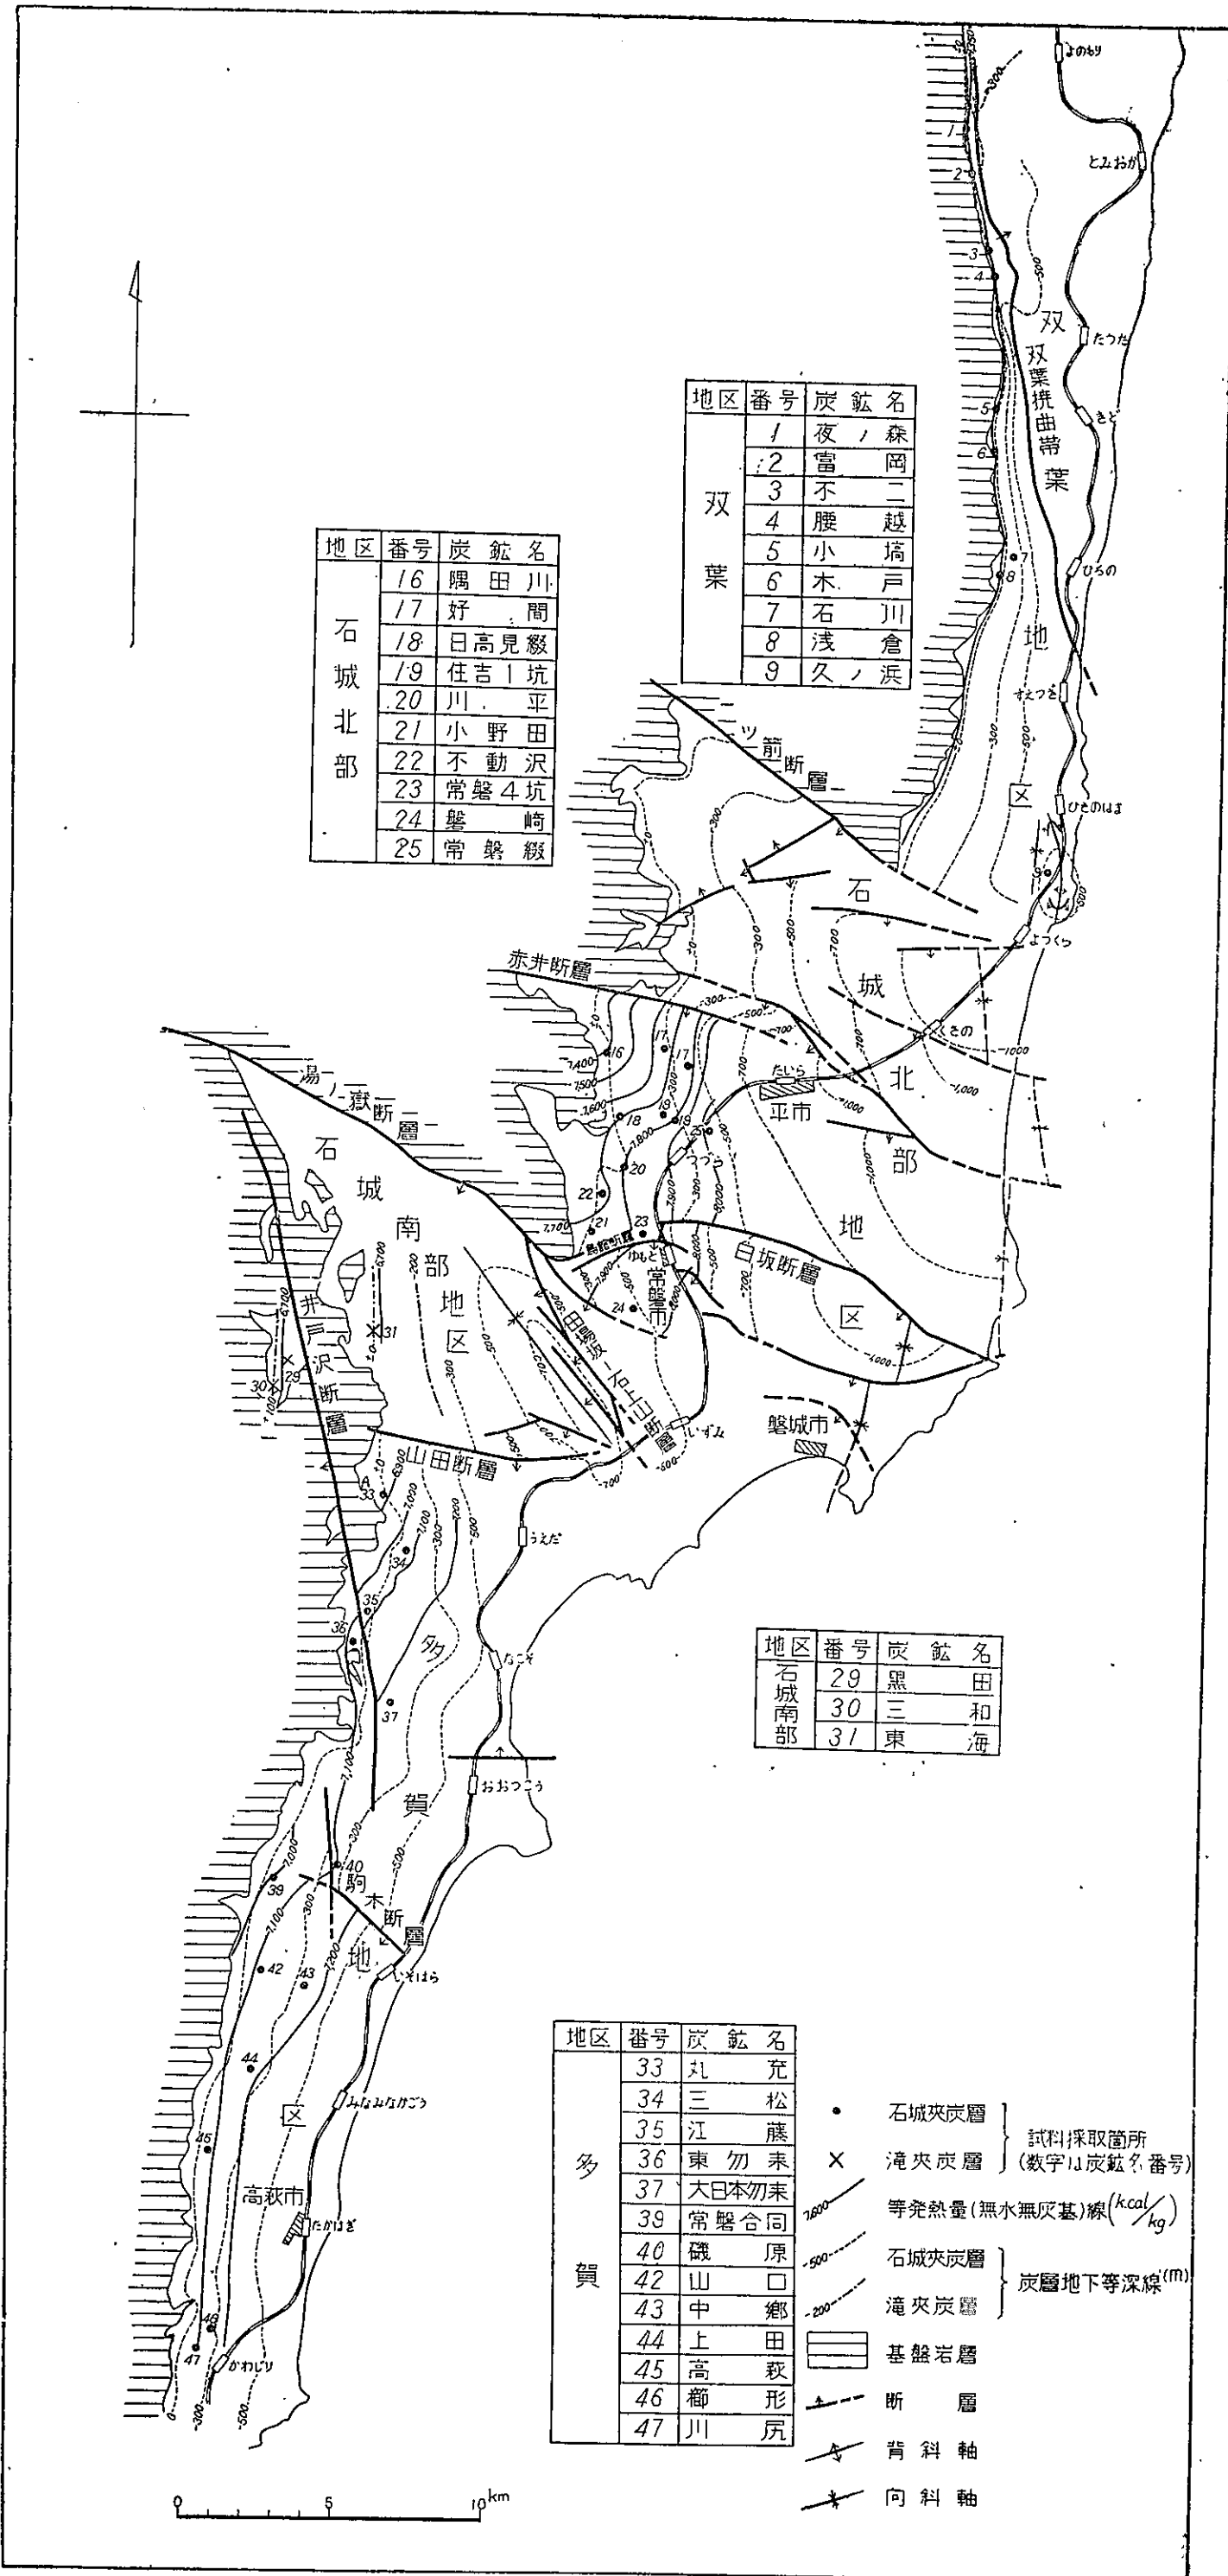 よのもり
とみおか
たつた
きど
ひろの
すえつぎ
ひさのはま
よつくら
くさの
たいら
平市
つづら
ゆもと
常磐市
いずみ
磐城市
うえだ
なこそ
おおつこう
いそはら
みなみなかごう
高萩市
たかはぎ
かわじり
双葉地区
双葉撓曲帯
石城北部地区
石城南部地区
多賀地区
ツ箭断層
赤井断層
湯ノ嶽断層
井戸沢断層
山田断層
白坂断層
駒木断層
地区 番号 炭鉱名
双葉
1 夜ノ森
2 富岡
3 不二
4 腰越
5 小塙
6 木戸
7 石川
8 浅倉
9 久ノ浜
地区 番号 炭鉱名
石城北部
16 隅田川
17 好間
18 日高見綴
19 住吉1坑
20 川平
21 小野田
22 不動沢
23 常磐4坑
24 磐崎
25 常磐綴
地区 番号 炭鉱名
石城南部
29 黒田
30 三和
31 東海
地区 番号 炭鉱名
多賀
33 丸充
34 三松
35 江藤
36 東勿来
37 大日本勿来
39 常磐合同
40 磯原
42 山口
43 中郷
44 上田
45 高萩
46 櫛形
47 川尻
石城夾炭層
滝夾炭層
試料採取箇所
(数字は炭鉱名番号)
7,600 等発熱量(無水無灰基)線(kcal/kg)
-500 石城夾炭層
-200 滝夾炭層
炭層地下等深線(m)
基盤岩層
断層
背斜軸
向斜軸
0 5 10km